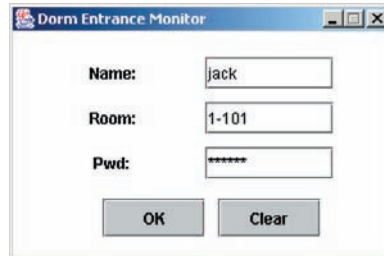 Dorm Entrance Monitor
Name: jack
Room: 1-101
Pwd: ******
OK Clear